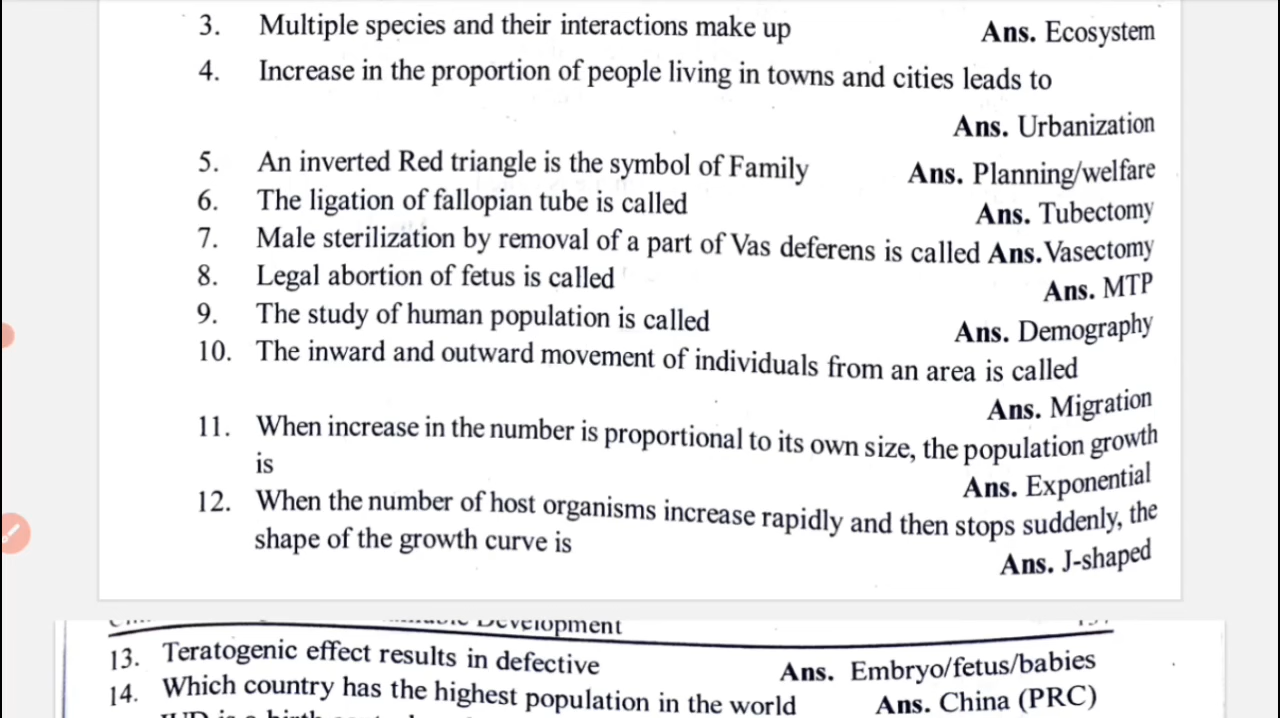 3. Multiple species and their interactions make up Ans. Ecosystem
4. Increase in the proportion of people living in towns and cities leads to
Ans. Urbanization
5. An inverted Red triangle is the symbol of Family Ans. Planning/welfare
6. The ligation of fallopian tube is called Ans. Tubectomy
7. Male sterilization by removal of a part of Vas deferens is called Ans. Vasectomy
8. Legal abortion of fetus is called Ans. MTP
9. The study of human population is called Ans. Demography
10. The inward and outward movement of individuals from an area is called
Ans. Migration
11. When increase in the number is proportional to its own size, the population growth
is Ans. Exponential
12. When the number of host organisms increase rapidly and then stops suddenly, the
shape of the growth curve is Ans. J-shaped
Development
13. Teratogenic effect results in defective Ans. Embryo/fetus/babies
14. Which country has the highest population in the world Ans. China (PRC)